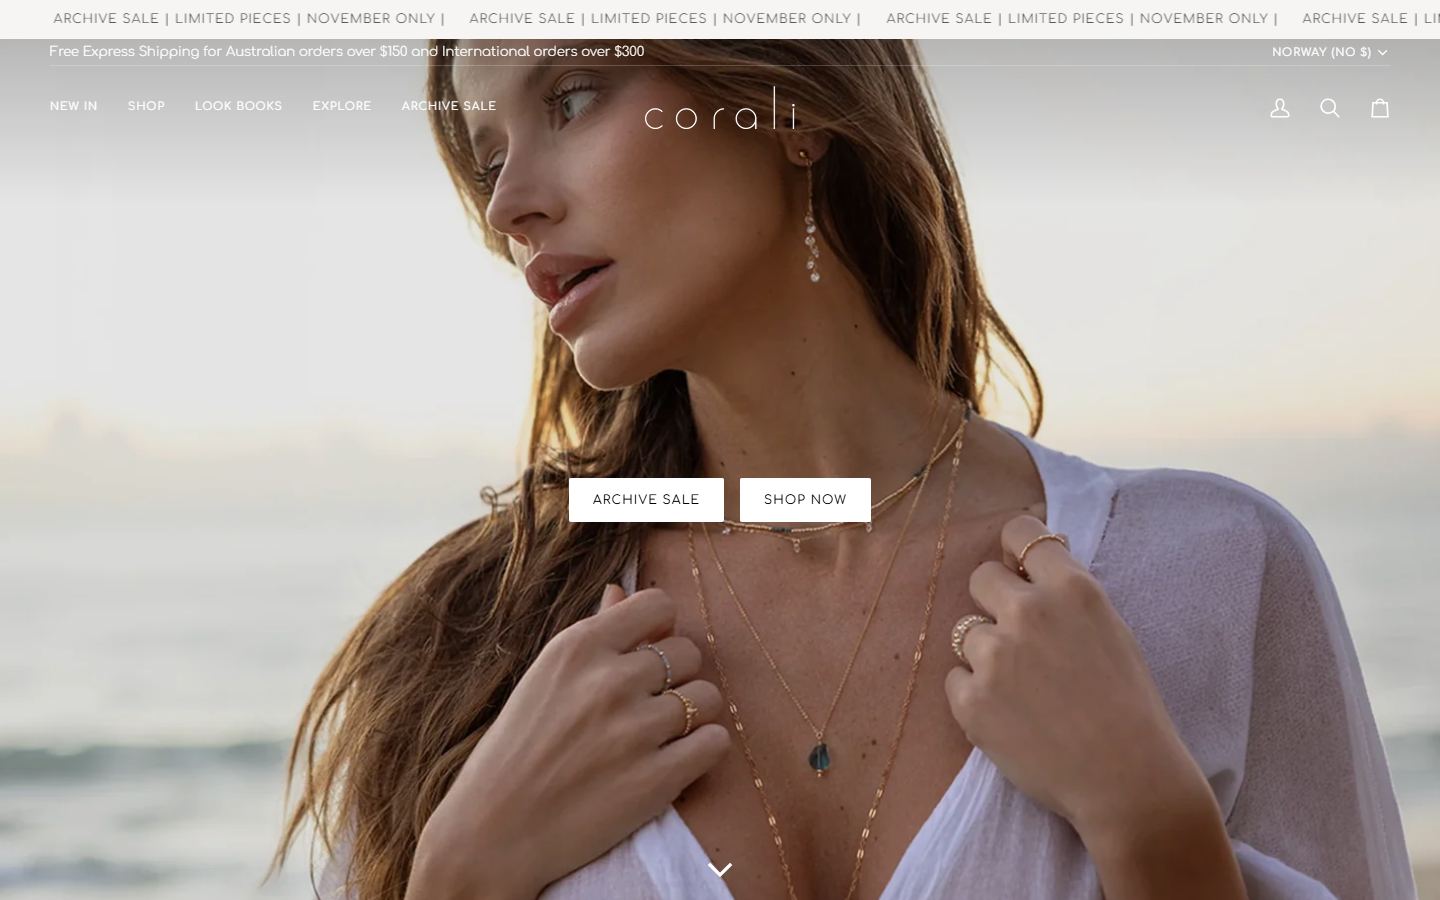 ARCHIVE SALE | LIMITED PIECES | NOVEMBER ONLY | ARCHIVE SALE | LIMITED PIECES | NOVEMBER ONLY | ARCHIVE SALE | LIMITED PIECES | NOVEMBER ONLY | ARCHIVE SALE |
Free Express Shipping for Australian orders over $150 and International orders over $300
NORWAY (NO $)
NEW IN SHOP LOOK BOOKS EXPLORE ARCHIVE SALE
corali
ARCHIVE SALE SHOP NOW